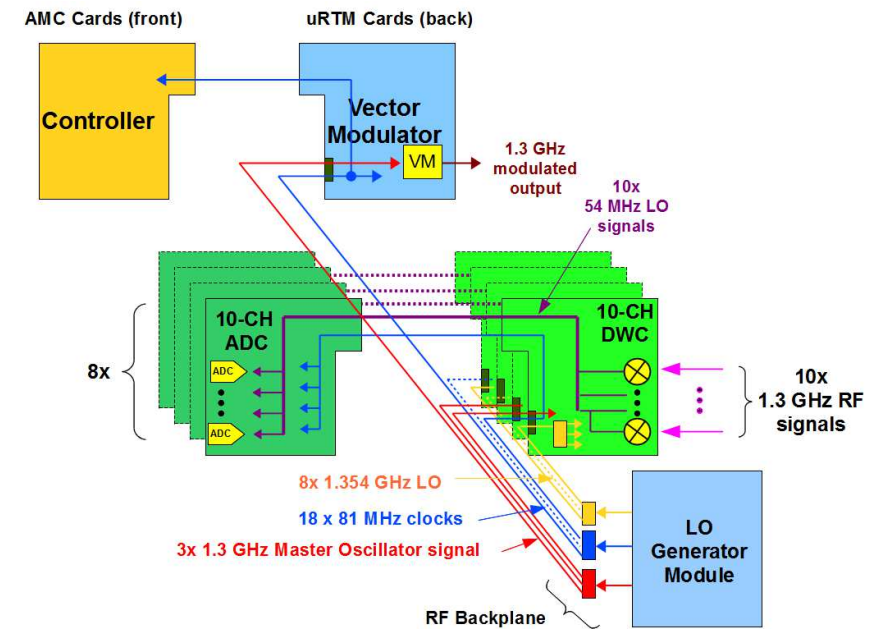 AMC Cards (front)
uRTM Cards (back)
Controller
Vector
Modulator
VM
1.3 GHz
modulated
output
10x
54 MHz LO
signals
8x
10-CH
ADC
ADC
ADC
10-CH
DWC
10x
1.3 GHz RF
signals
8x 1.354 GHz LO
18 x 81 MHz clocks
3x 1.3 GHz Master Oscillator signal
LO
Generator
Module
RF Backplane